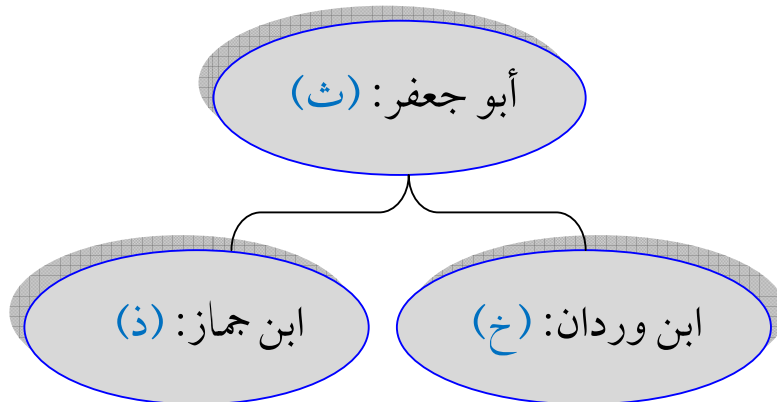 أبو جعفر: (ث)
ابن وردان: (خ)
ابن جماز: (ذ)